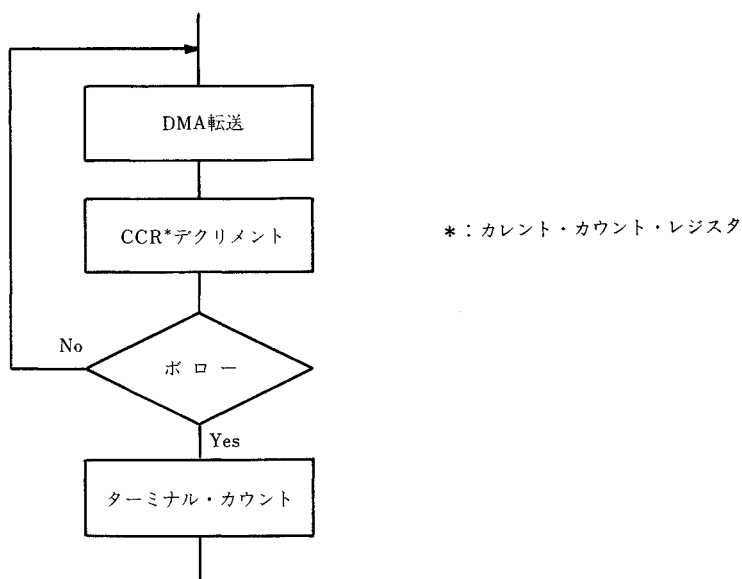 DMA転送
CCR*デクリメント
*：カレント・カウント・レジスタ
No
ボロー
Yes
ターミナル・カウント